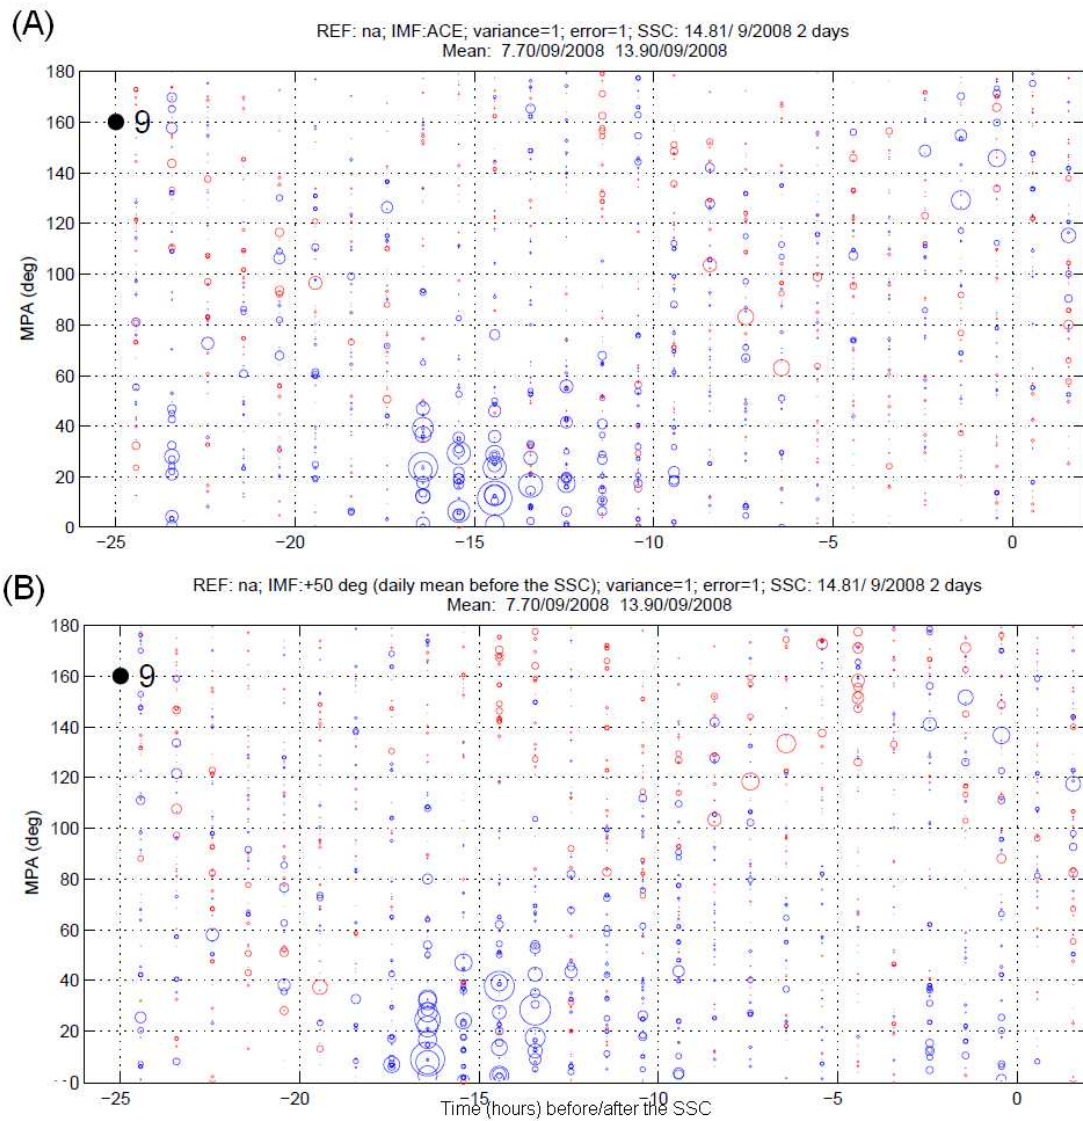 (A)
REF: na; IMF:ACE; variance=1; error=1; SSC: 14.81/ 9/2008 2 days
Mean: 7.70/09/2008 13.90/09/2008
180
160
140
120
100
80
60
40
20
0
MPA (deg)
9
−25 −20 −15 −10 −5 0
(B)
REF: na; IMF:+50 deg (daily mean before the SSC); variance=1; error=1; SSC: 14.81/ 9/2008 2 days
Mean: 7.70/09/2008 13.90/09/2008
180
160
140
120
100
80
60
40
20
0
MPA (deg)
9
−25 −20 −15 −10 −5 0
Time (hours) before/after the SSC